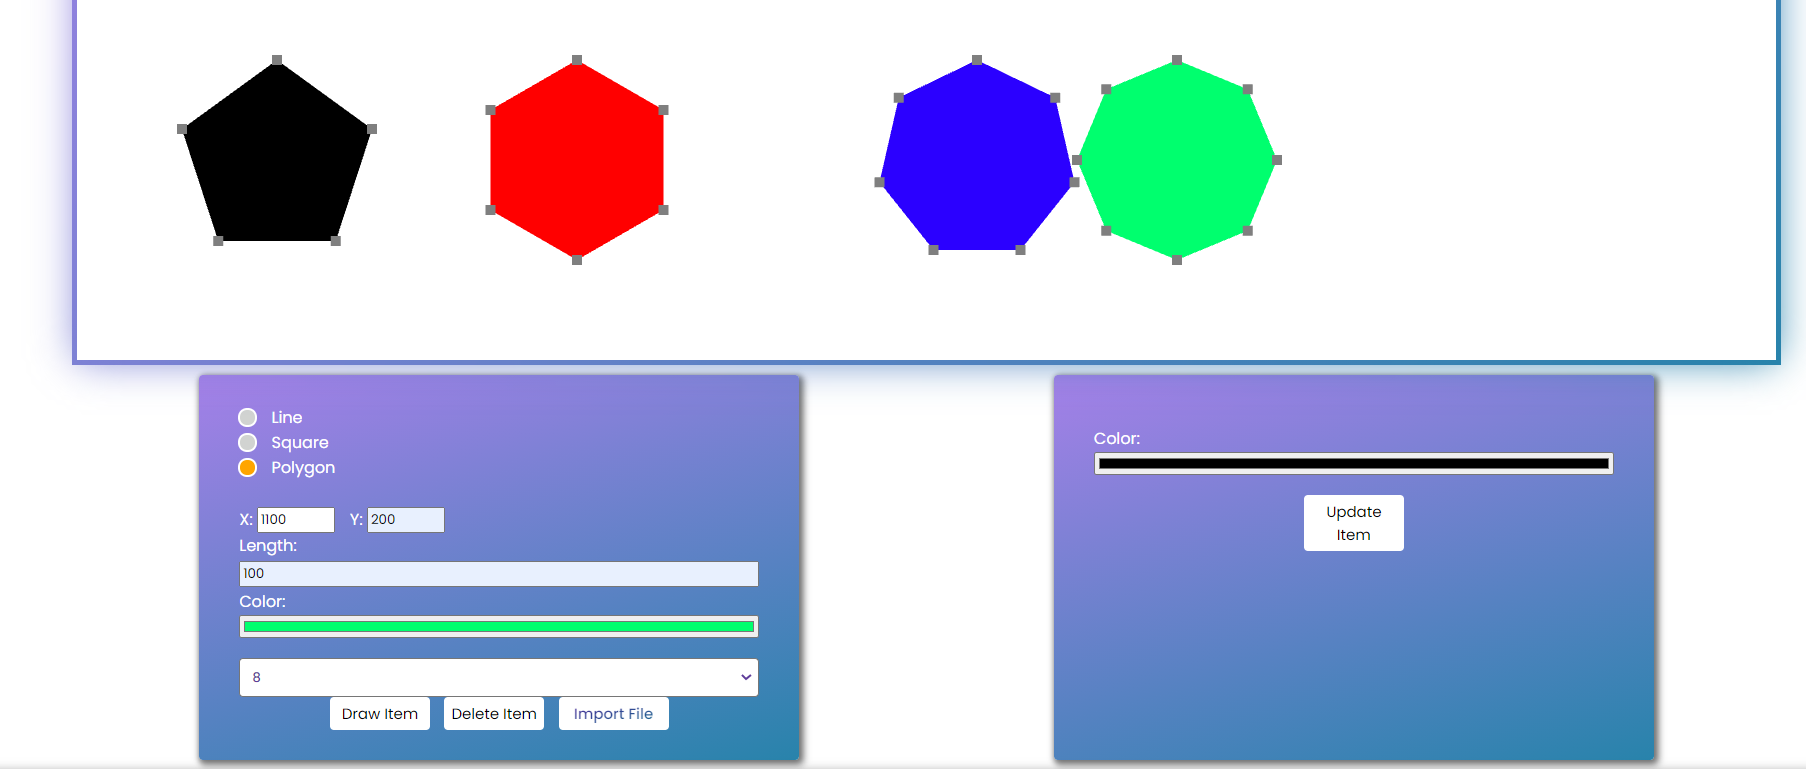 Line
Square
Polygon
X: 1100 Y: 200
Length:
100
Color:
8
Draw Item Delete Item Import File
Color:
Update
Item